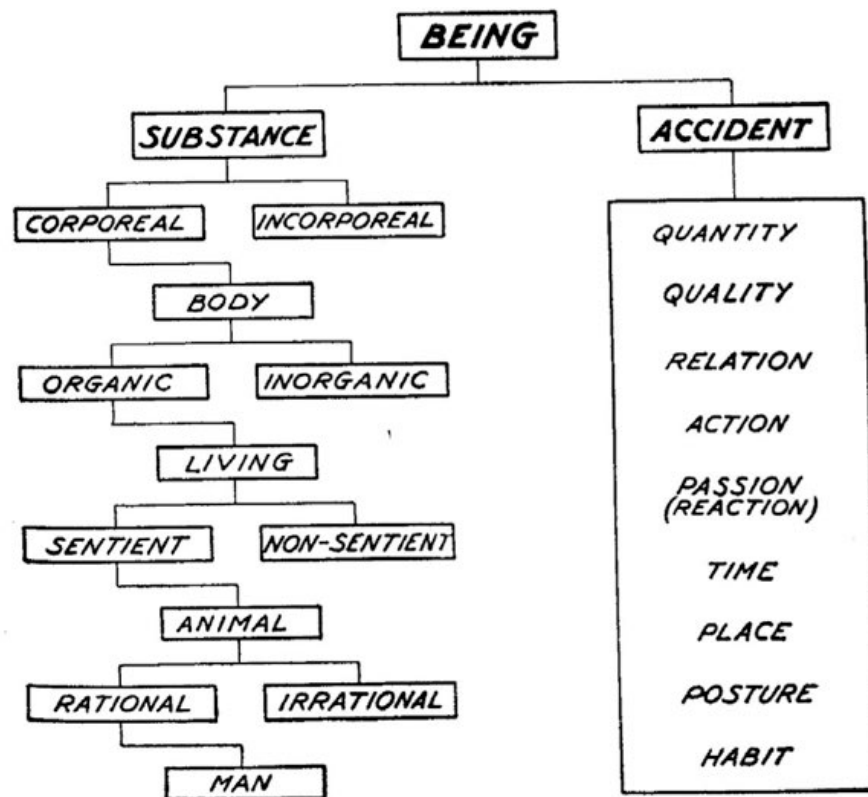 BEING
SUBSTANCE
ACCIDENT
CORPOREAL
INCORPOREAL
BODY
ORGANIC
INORGANIC
LIVING
SENTIENT
NON-SENTIENT
ANIMAL
RATIONAL
IRRATIONAL
MAN
QUANTITY
QUALITY
RELATION
ACTION
PASSION
(REACTION)
TIME
PLACE
POSTURE
HABIT